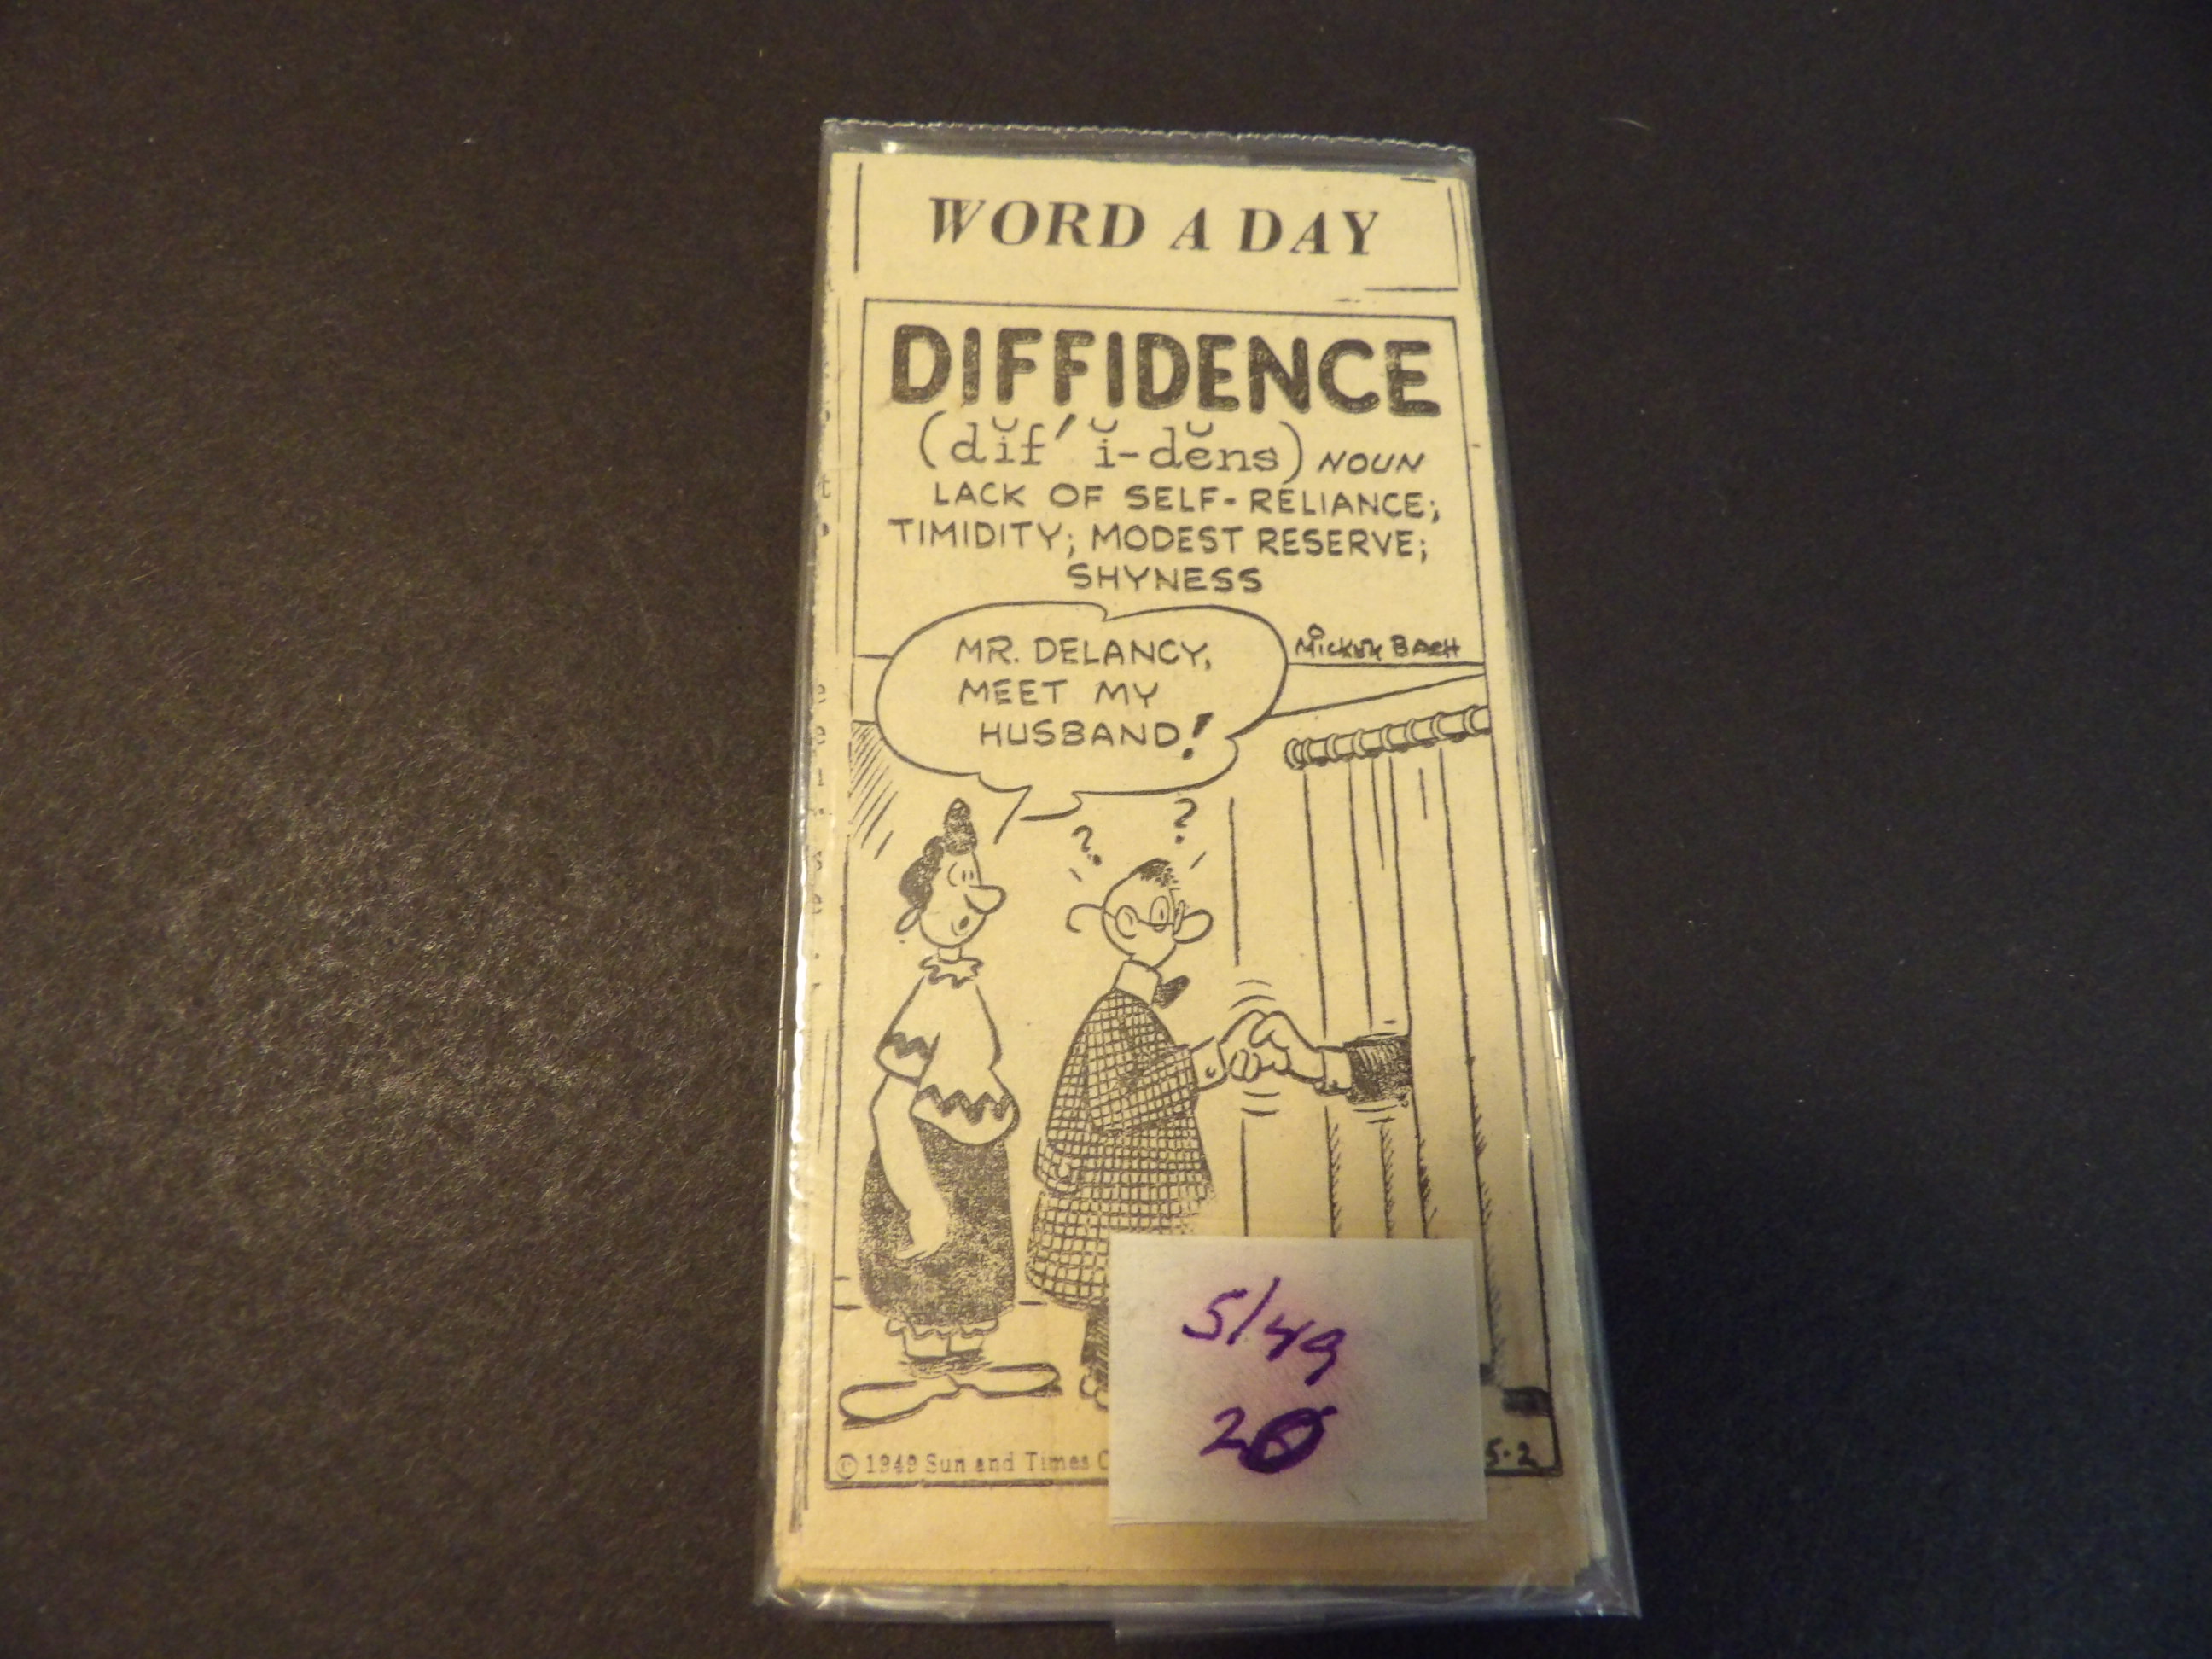 WORD A DAY
DIFFIDENCE
(dĭf′ ĭ-dĕns) NOUN
LACK OF SELF-RELIANCE;
TIMIDITY; MODEST RESERVE;
SHYNESS
MICKEY BACH
MR. DELANCY,
MEET MY
HUSBAND!
?
?
5/49
20
© 1949 Sun and Times C
5-2